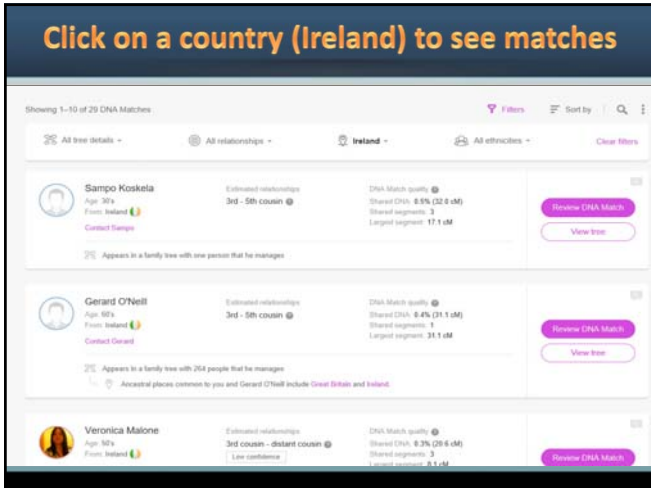 Click on a country (Ireland) to see matches
Showing 1–10 of 29 DNA Matches
Filters
Sort by
All tree details
All relationships
Ireland
All ethnicities
Clear filters
Sampo Koskela
Age: 30's
From: Ireland
Contact Sampo
Estimated relationships
3rd - 5th cousin
DNA Match quality
Shared DNA: 0.5% (32.0 cM)
Shared segments: 3
Largest segment: 17.1 cM
Review DNA Match
View tree
Appears in a family tree with one person that he manages
Gerard O'Neill
Age: 60's
From: Ireland
Contact Gerard
Estimated relationships
3rd - 5th cousin
DNA Match quality
Shared DNA: 0.4% (31.1 cM)
Shared segments: 1
Largest segment: 31.1 cM
Review DNA Match
View tree
Appears in a family tree with 264 people that he manages
Ancestral places common to you and Gerard O'Neill include Great Britain and Ireland.
Veronica Malone
Age: 50's
From: Ireland
Estimated relationships
3rd cousin - distant cousin
Low confidence
DNA Match quality
Shared DNA: 0.3% (20.6 cM)
Shared segments: 3
Largest segment: 8.1 cM
Review DNA Match